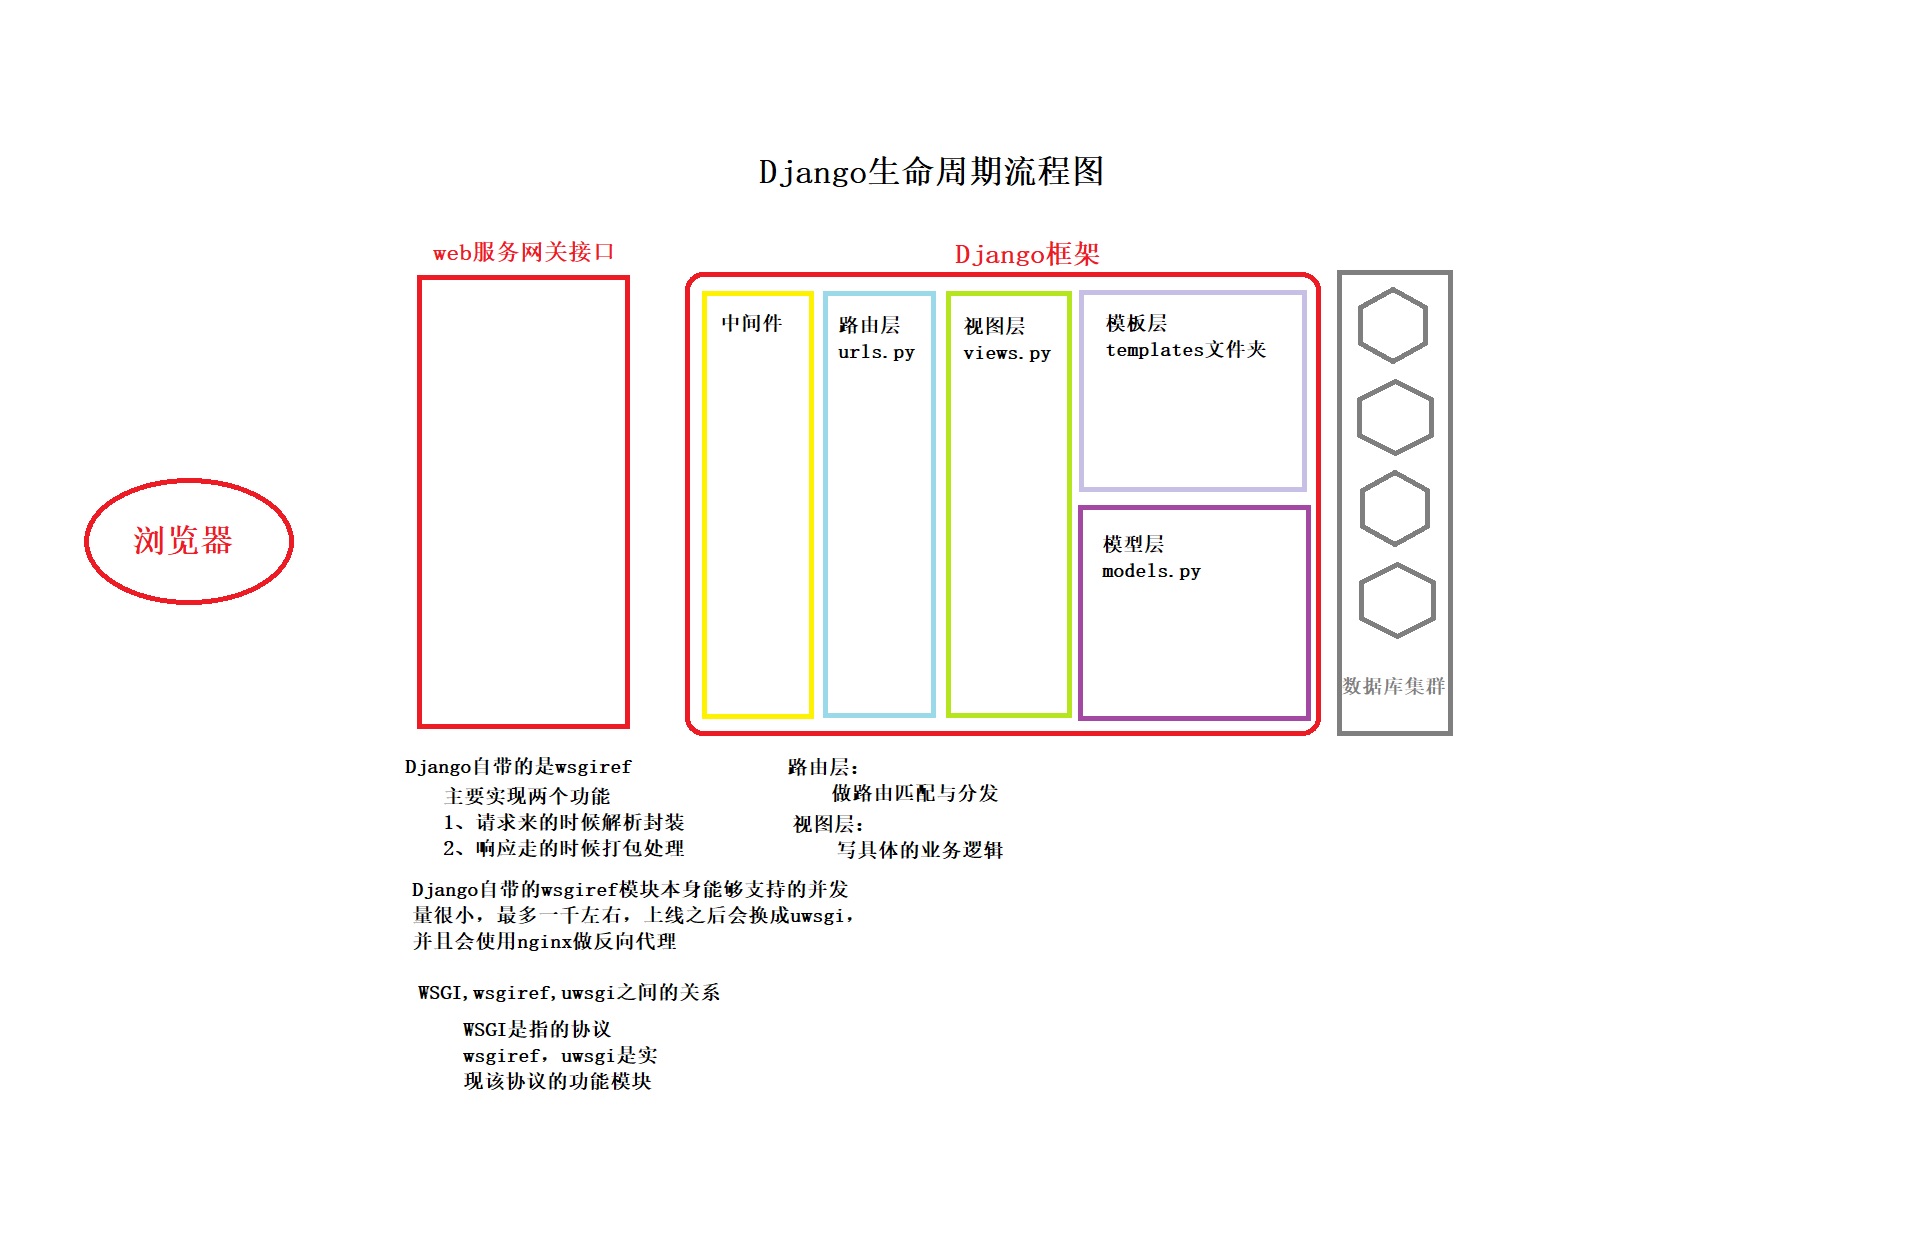 Django生命周期流程图
web服务网关接口
Django框架
中间件
路由层
urls.py
视图层
views.py
模板层
templates文件夹
模型层
models.py
浏览器
数据库集群
Django自带的是wsgiref
主要实现两个功能
1、请求来的时候解析封装
2、响应走的时候打包处理
路由层：
做路由匹配与分发
视图层：
写具体的业务逻辑
Django自带的wsgiref模块本身能够支持的并发
量很小，最多一千左右，上线之后会换成uwsgi，
并且会使用nginx做反向代理
WSGI,wsgiref,uwsgi之间的关系
WSGI是指的协议
wsgiref，uwsgi是实
现该协议的功能模块